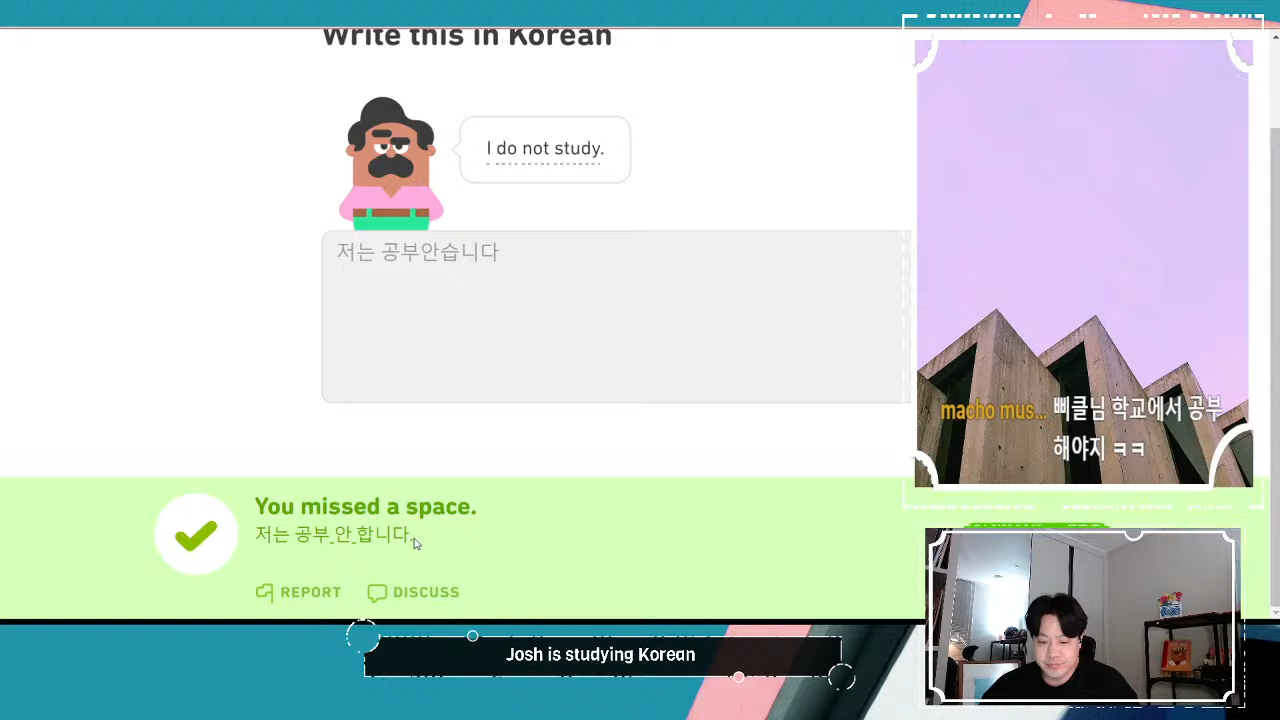 Write this in Korean
I do not study.
저는 공부안습니다
macho mus... 삐클님 학교에서 공부
해야지 ㅋㅋ
You missed a space.
저는 공부 안 합니다.
REPORT
DISCUSS
Josh is studying Korean